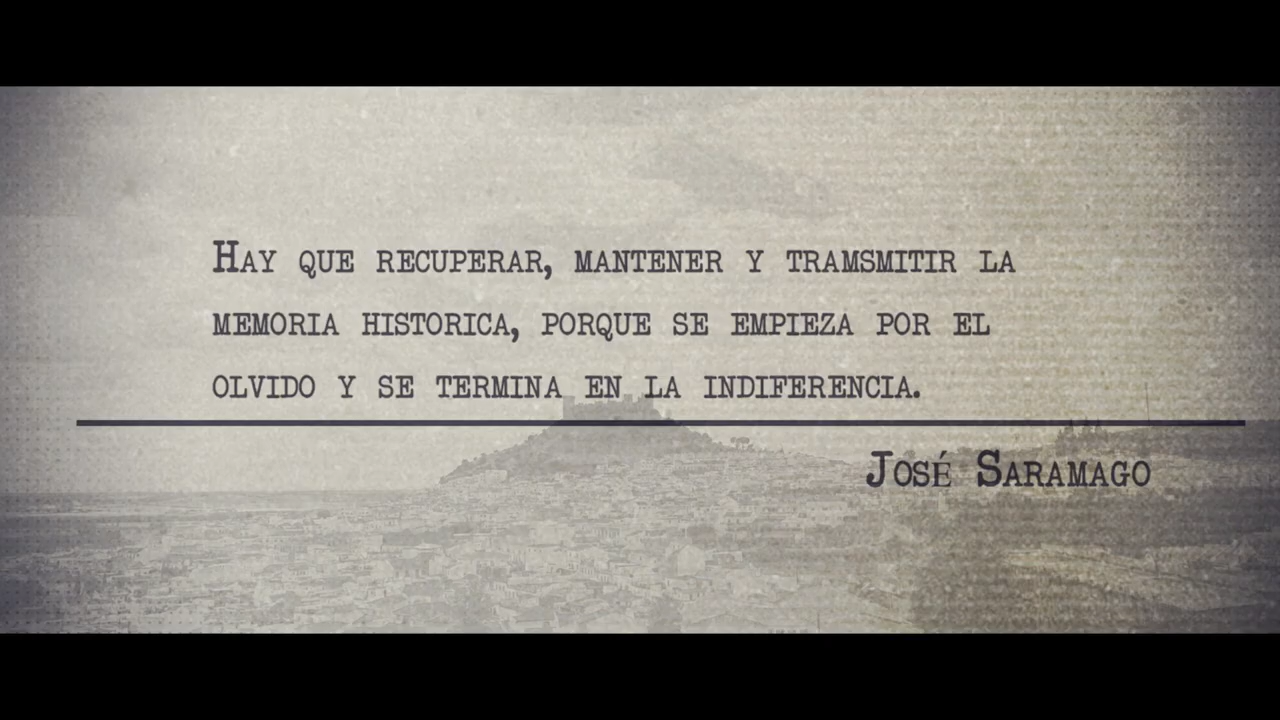 Hay que recuperar, mantener y tramsmitir la
memoria historica, porque se empieza por el
olvido y se termina en la indiferencia.
José Saramago